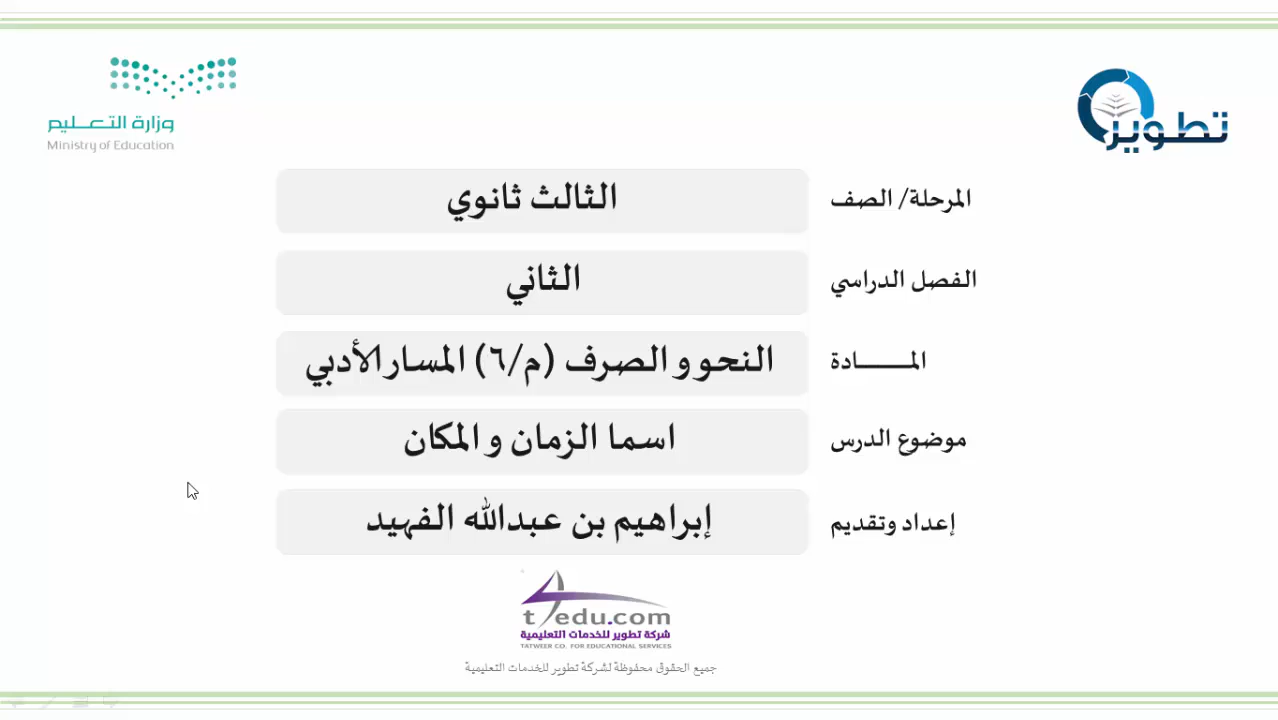 تطوير
وزارة التعليم
Ministry of Education
المرحلة/ الصف
الثالث ثانوي
الفصل الدراسي
الثاني
المادة
النحو و الصرف (م/٦) المسار الأدبي
موضوع الدرس
اسما الزمان و المكان
إعداد وتقديم
إبراهيم بن عبدالله الفهيد
t4edu.com
شركة تطوير للخدمات التعليمية
TATWEER CO. FOR EDUCATIONAL SERVICES
جميع الحقوق محفوظة لشركة تطوير للخدمات التعليمية